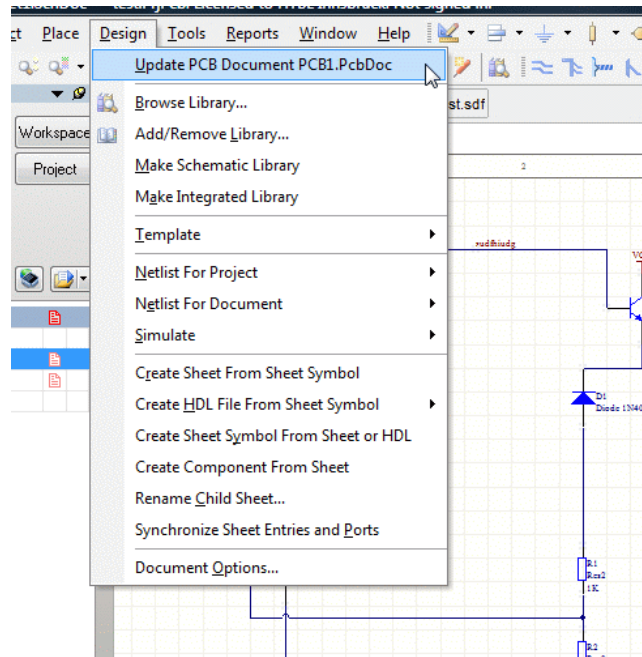 Place Design Tools Reports Window Help
Update PCB Document PCB1.PcbDoc
st.sdf
Browse Library...
Workspace
Add/Remove Library...
Project
Make Schematic Library
2
Make Integrated Library
Template
Netlist For Project
Netlist For Document
Simulate
Create Sheet From Sheet Symbol
Create HDL File From Sheet Symbol
D1
Diode 1N40
Create Sheet Symbol From Sheet or HDL
Create Component From Sheet
Rename Child Sheet...
Synchronize Sheet Entries and Ports
Document Options...
R1
Res2
1K
R2